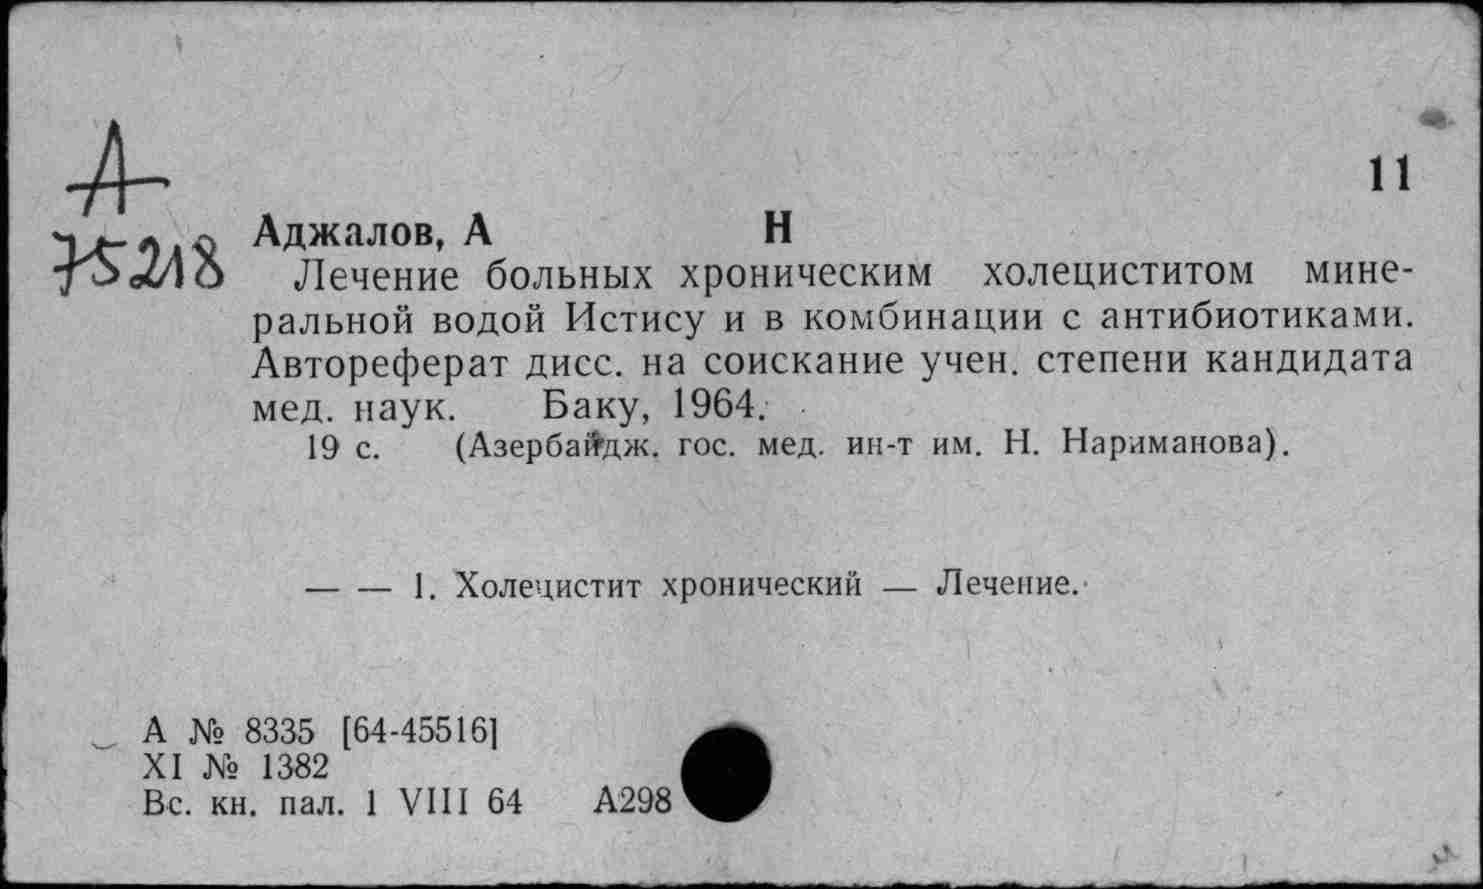 А
75218
11
Аджалов, А Н
Лечение больных хроническим холециститом мине-
ральной водой Истису и в комбинации с антибиотиками.
Автореферат дисс. на соискание учен. степени кандидата
мед. наук. Баку, 1964.
19 с. (Азербайдж. гос. мед. ин-т им. Н. Нариманова).
— — 1. Холецистит хронический — Лечение.
А № 8335 [64-45516]
XI № 1382
Вс. кн. пал. 1 VIII 64 А298